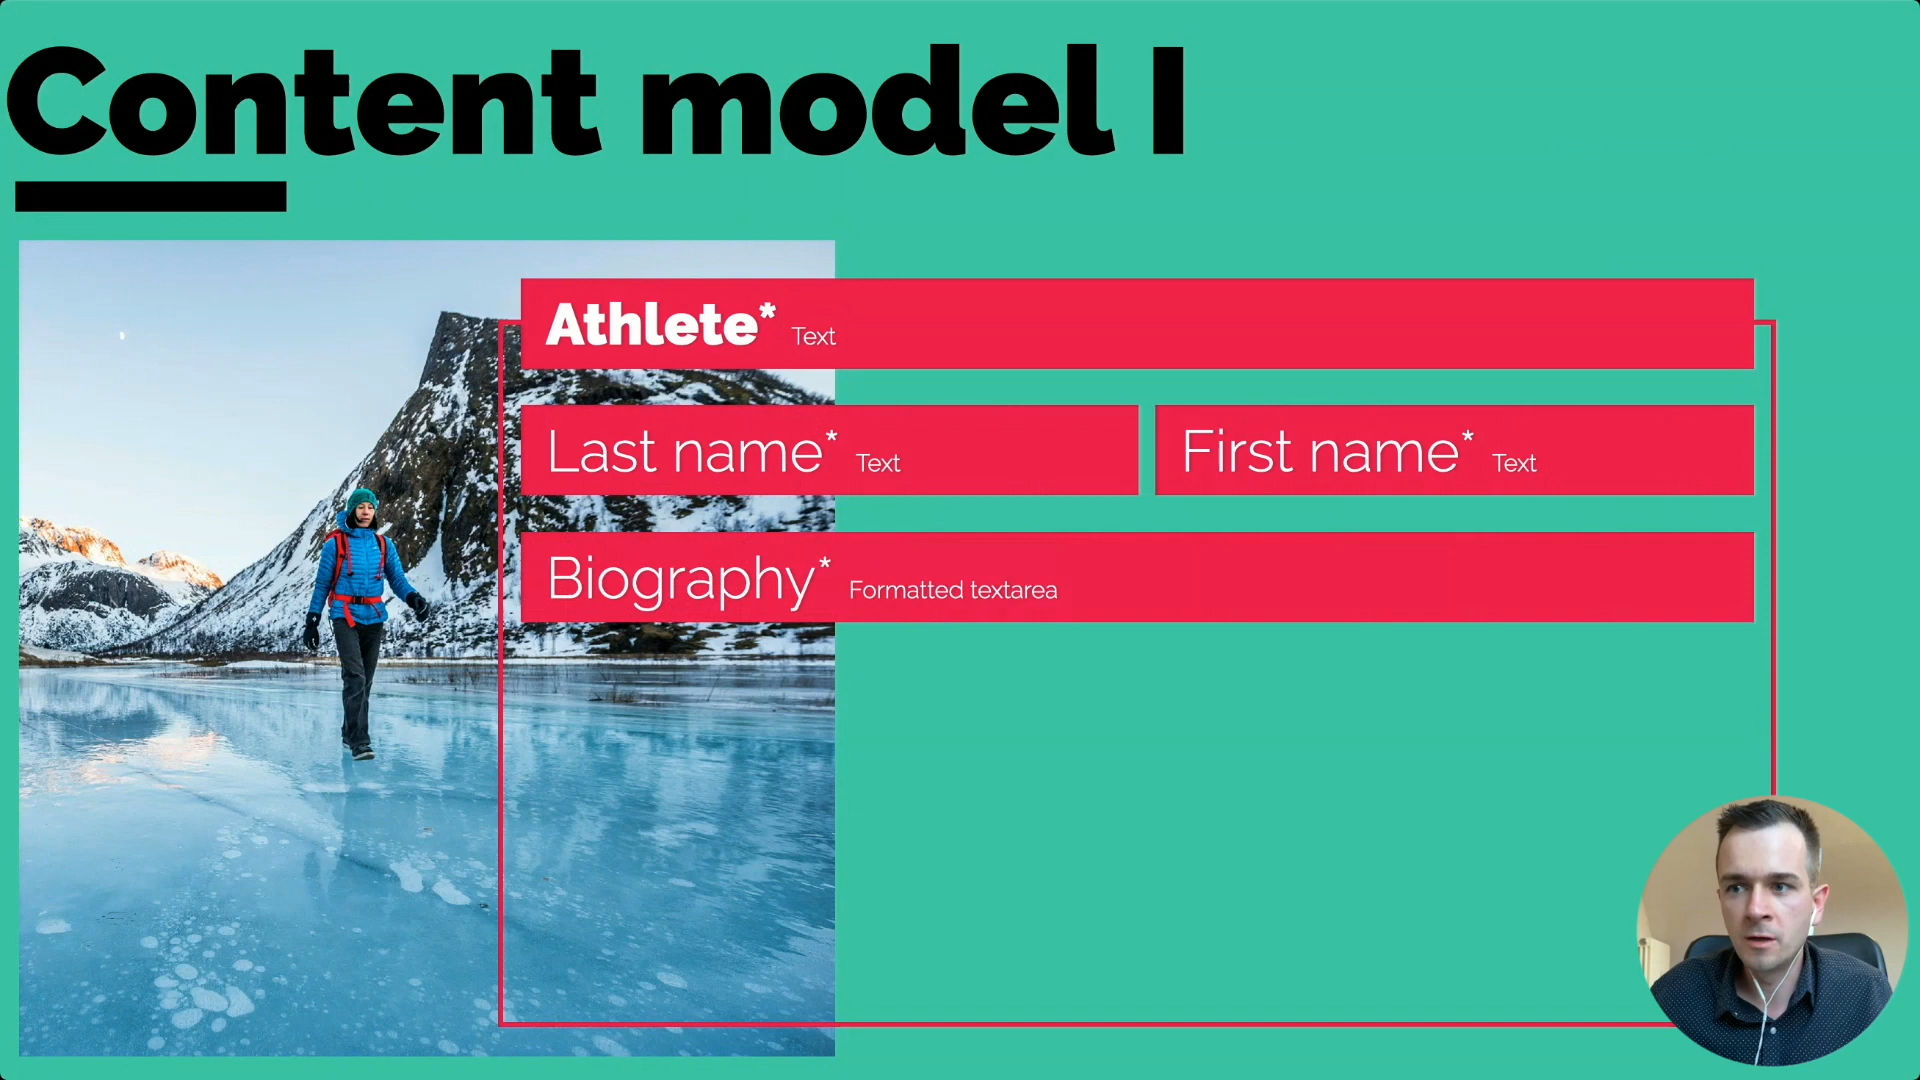 Content model I
Athlete* Text
Last name* Text
First name* Text
Biography* Formatted textarea